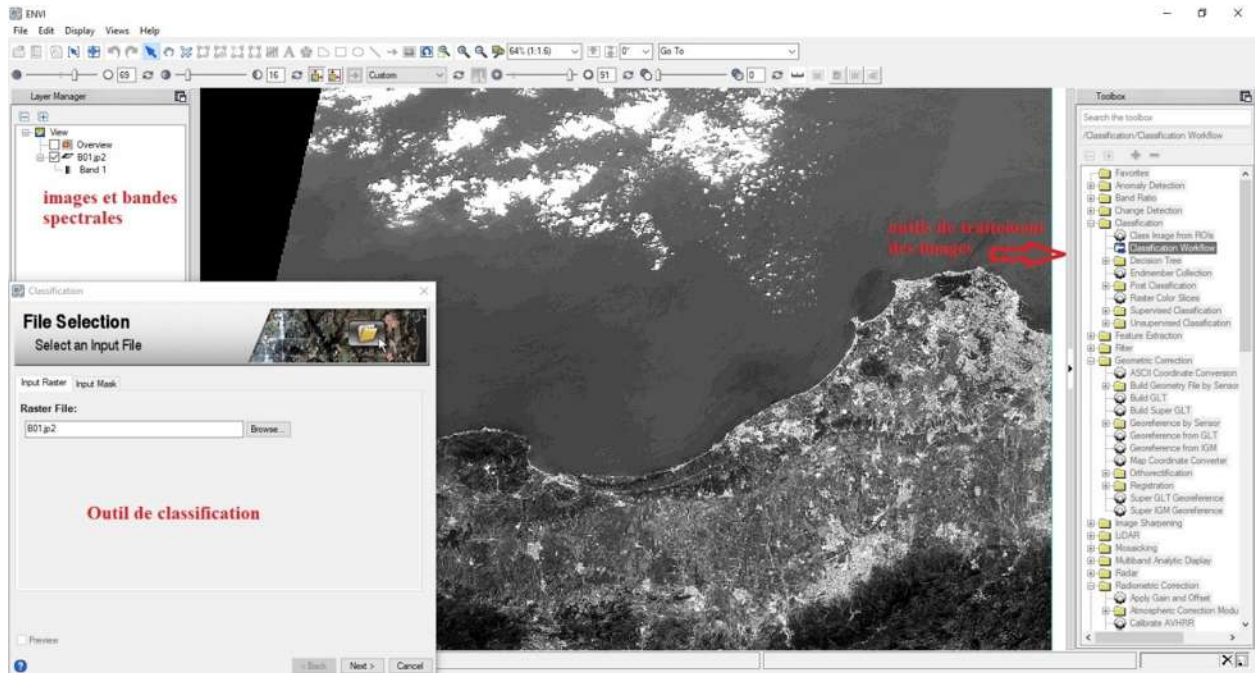 ENVI
File Edit Display Views Help
64% (1:1.6) 0° Go To
69 16 Custom 91 0
Layer Manager
View
Overview
B01.jp2
Band 1
images et bandes
spectrales
Classification
File Selection
Select an Input File
Input Raster Input Mask
Raster File:
B01.jp2 Browse...
Outil de classification
Preview
< Back Next > Cancel
outils de traitement
des images
Toolbox
Search the toolbox
/Classification/Classification Workflow
Favorites
Anomaly Detection
Band Ratio
Change Detection
Classification
Class Image from ROIs
Classification Workflow
Decision Tree
Endmember Collection
Post Classification
Raster Color Slices
Supervised Classification
Unsupervised Classification
Feature Extraction
Filter
Geometric Correction
ASCII Coordinate Conversion
Build Geometry File by Sensor
Build GLT
Build Super GLT
Georeference by Sensor
Georeference from GLT
Georeference from IGM
Map Coordinate Converter
Orthorectification
Registration
Super GLT Georeference
Super IGM Georeference
Image Sharpening
LiDAR
Mosaicking
Multiband Analytic Display
Radar
Radiometric Correction
Apply Gain and Offset
Atmospheric Correction Modu
Calibrate AVHRR